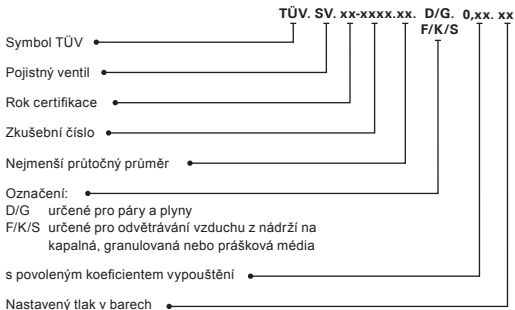 TÜV. SV. xx-xxxx.xx. D/G. 0,xx. xx
F/K/S
Symbol TÜV
Pojistný ventil
Rok certifikace
Zkušební číslo
Nejmenší průtočný průměr
Označení:
D/G určené pro páry a plyny
F/K/S určené pro odvětrávání vzduchu z nádrží na
kapalná, granulovaná nebo prášková média
s povoleným koeficientem vypouštění
Nastavený tlak v barech